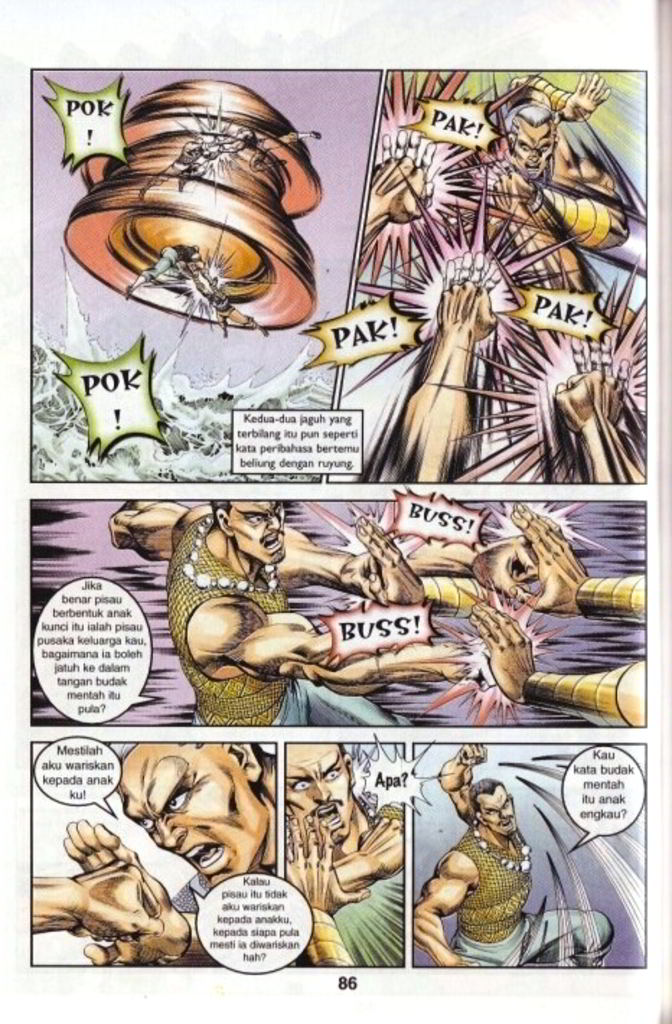 POK
!
POK
!
Kedua-dua jaguh yang
terbilang itu pun seperti
kata peribahasa bertemu
beliung dengan ruyung.
PAK!
PAK!
PAK!
BUSS!
BUSS!
Jika
benar pisau
berbentuk anak
kunci itu ialah pisau
pusaka keluarga kau,
bagaimana ia boleh
jatuh ke dalam
tangan budak
mentah itu
pula?
Mestilah
aku wariskan
kepada anak
ku!
Kalau
pisau itu tidak
aku wariskan
kepada anakku,
kepada siapa pula
mesti ia diwariskan
hah?
Apa?
Kau
kata budak
mentah
itu anak
engkau?
86